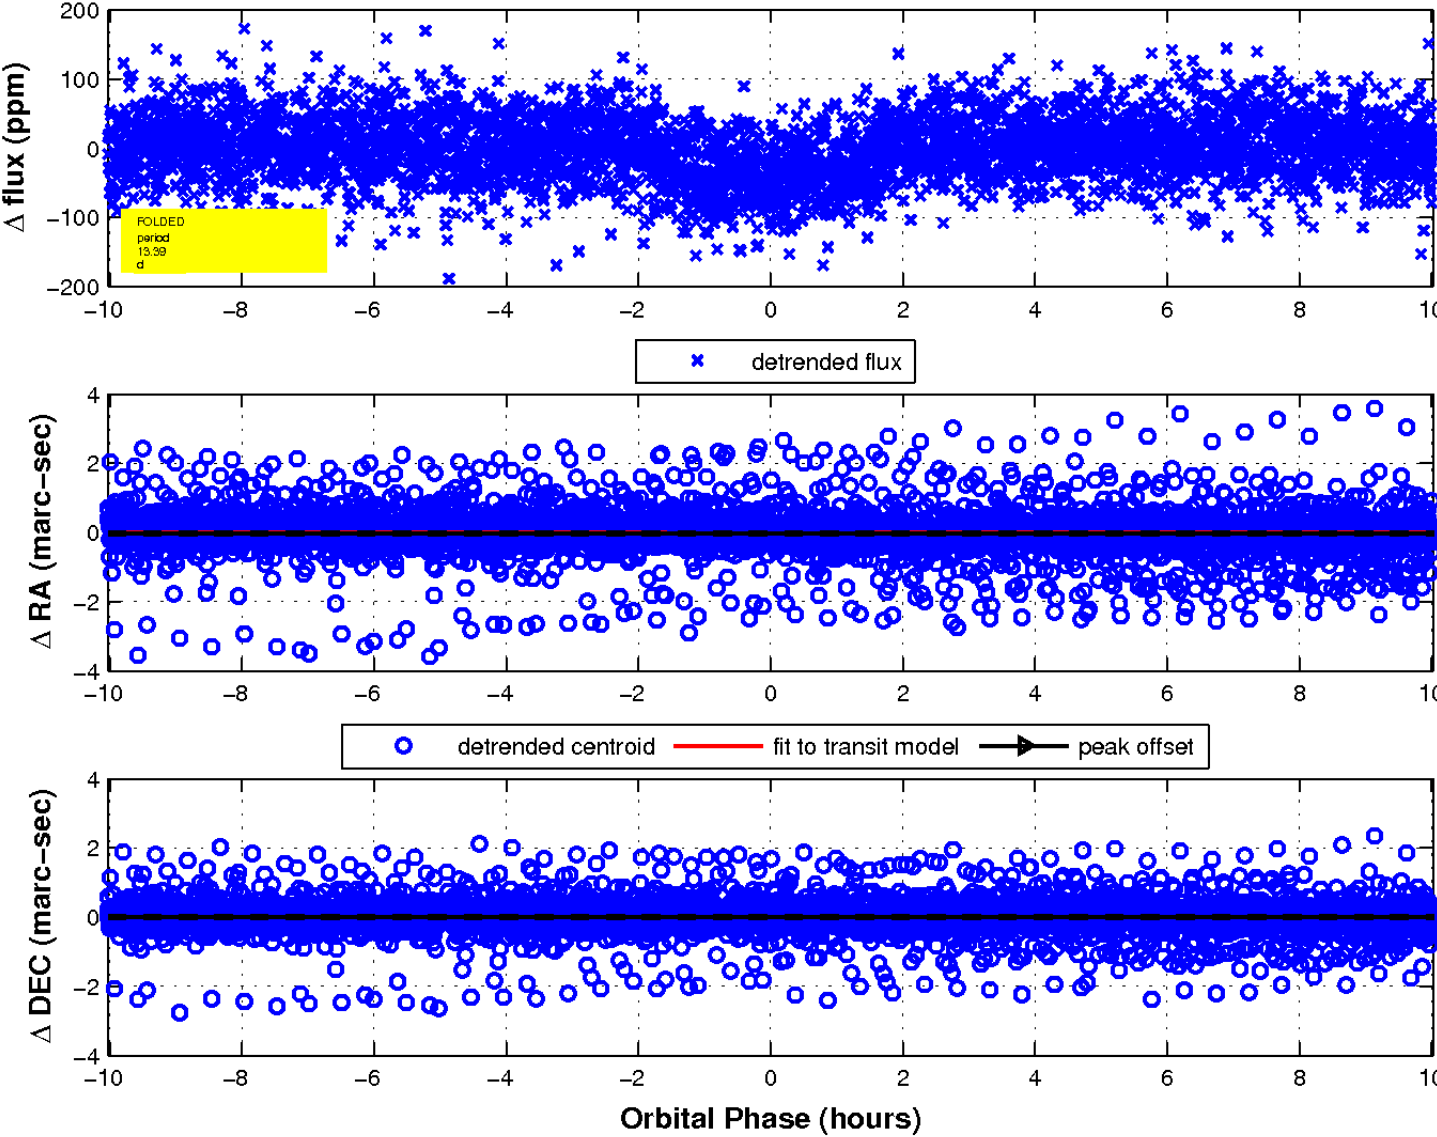 200
100
0
−100
−200
Δ flux (ppm)
FOLDED
period
13.39
d
−10 −8 −6 −4 −2 0 2 4 6 8 10
detrended flux
4
2
0
−2
−4
Δ RA (marc−sec)
−10 −8 −6 −4 −2 0 2 4 6 8 10
detrended centroid fit to transit model peak offset
4
2
0
−2
−4
Δ DEC (marc−sec)
−10 −8 −6 −4 −2 0 2 4 6 8 10
Orbital Phase (hours)